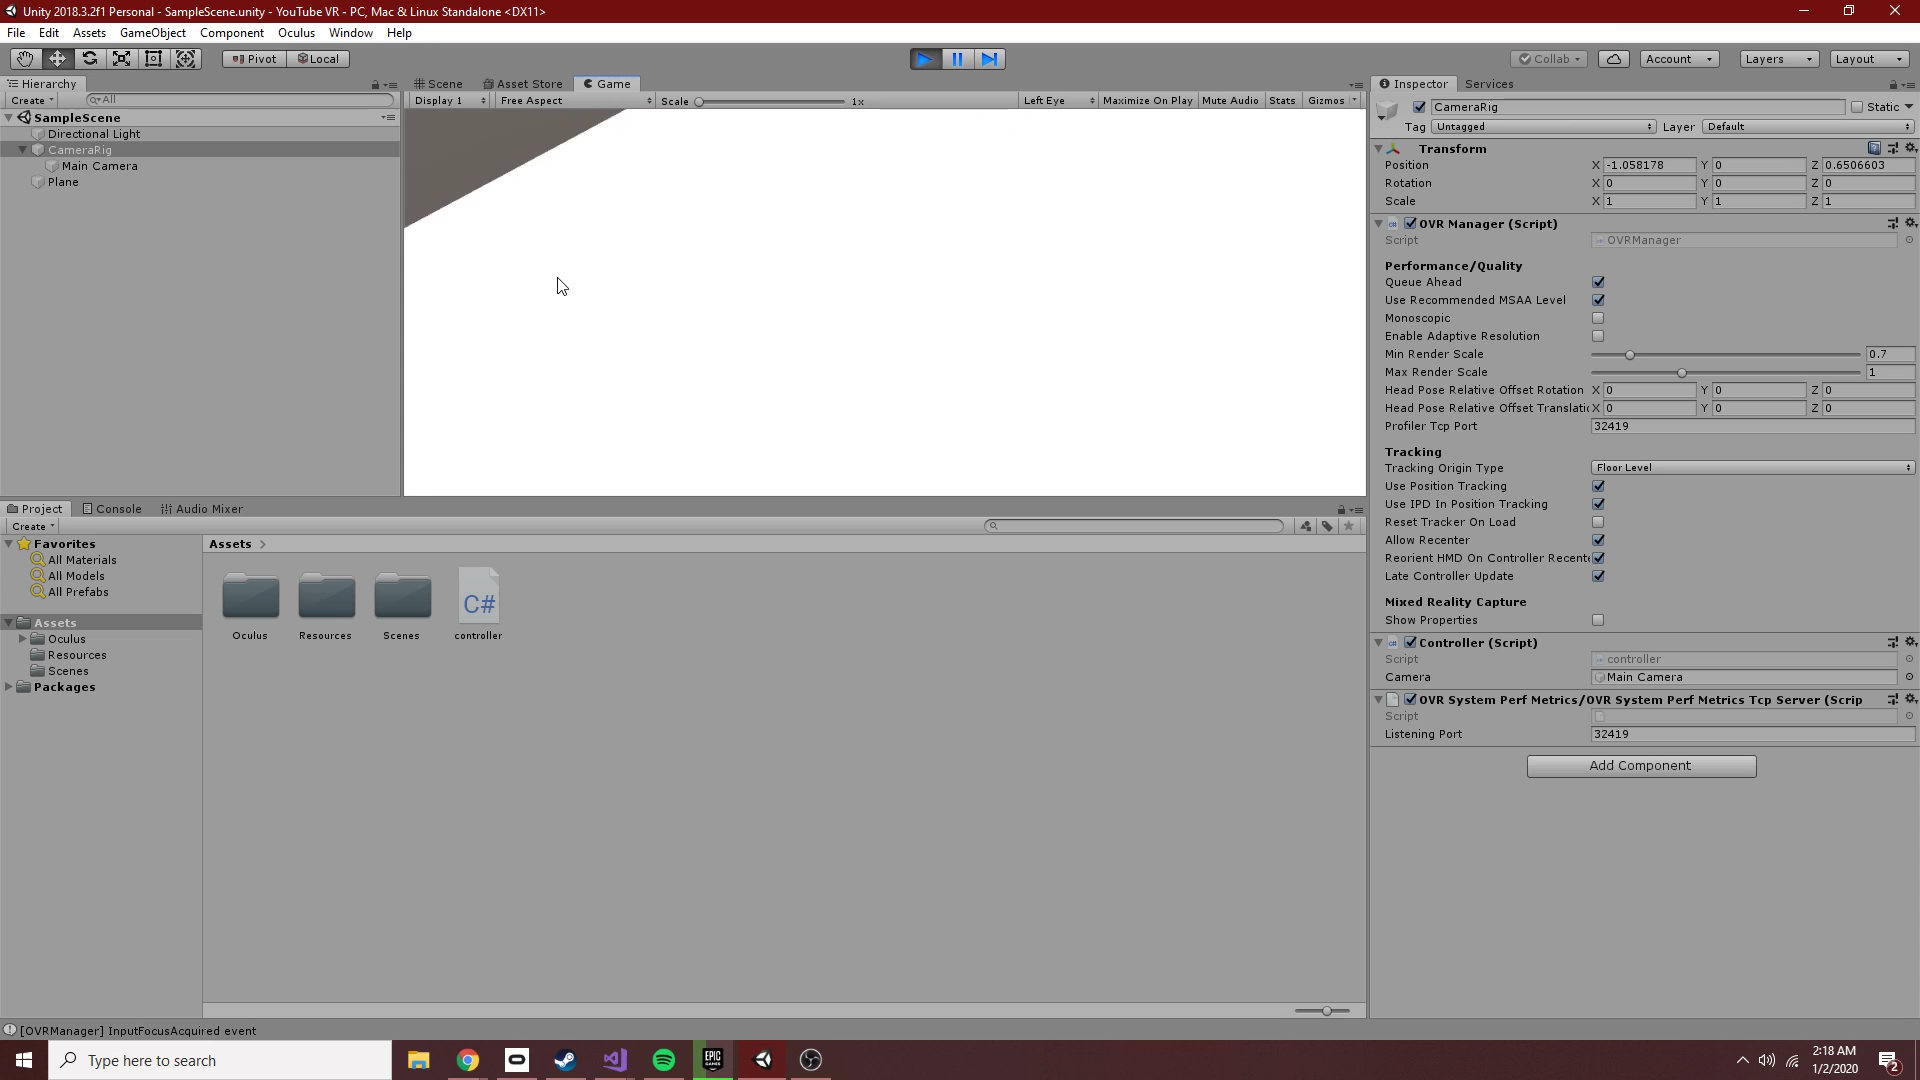 Unity 2018.3.2f1 Personal - SampleScene.unity - YouTube VR - PC, Mac & Linux Standalone <DX11>
File Edit Assets GameObject Component Oculus Window Help
Pivot Local Collab Account Layers Layout
Hierarchy Scene Asset Store Game Inspector Services
Create All Display 1 Free Aspect Scale 1x Left Eye Maximize On Play Mute Audio Stats Gizmos CameraRig Static
SampleScene
Directional Light
CameraRig
Main Camera
Plane
Tag Untagged Layer Default
Transform
Position X -1.058178 Y 0 Z 0.6506603
Rotation X 0 Y 0 Z 0
Scale X 1 Y 1 Z 1
OVR Manager (Script)
Script OVRManager
Performance/Quality
Queue Ahead
Use Recommended MSAA Level
Monoscopic
Enable Adaptive Resolution
Min Render Scale 0.7
Max Render Scale 1
Head Pose Relative Offset Rotation X 0 Y 0 Z 0
Head Pose Relative Offset Translatio X 0 Y 0 Z 0
Profiler Tcp Port 32419
Tracking
Tracking Origin Type Floor Level
Use Position Tracking
Use IPD In Position Tracking
Reset Tracker On Load
Allow Recenter
Reorient HMD On Controller Recente
Late Controller Update
Mixed Reality Capture
Show Properties
Controller (Script)
Script controller
Camera Main Camera
OVR System Perf Metrics/OVR System Perf Metrics Tcp Server (Scrip
Script
Listening Port 32419
Add Component
Project Console Audio Mixer
Create
Favorites
All Materials
All Models
All Prefabs
Assets
Oculus
Resources
Scenes
Packages
Assets
C#
Oculus Resources Scenes controller
[OVRManager] InputFocusAcquired event
Type here to search
EPIC GAMES
2:18 AM
1/2/2020
2